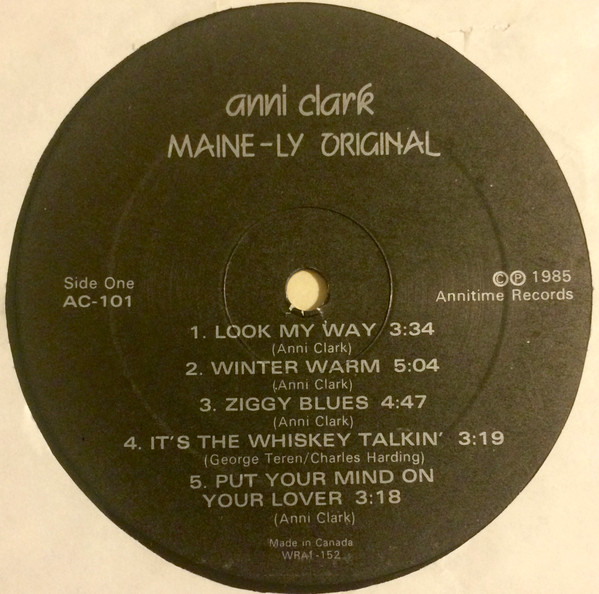 anni clark
MAINE-LY ORIGINAL
Side One
AC-101
©℗ 1985
Annitime Records
1. LOOK MY WAY 3:34
(Anni Clark)
2. WINTER WARM 5:04
(Anni Clark)
3. ZIGGY BLUES 4:47
(Anni Clark)
4. IT'S THE WHISKEY TALKIN' 3:19
(George Teren/Charles Harding)
5. PUT YOUR MIND ON
YOUR LOVER 3:18
(Anni Clark)
Made in Canada
WRA1-152